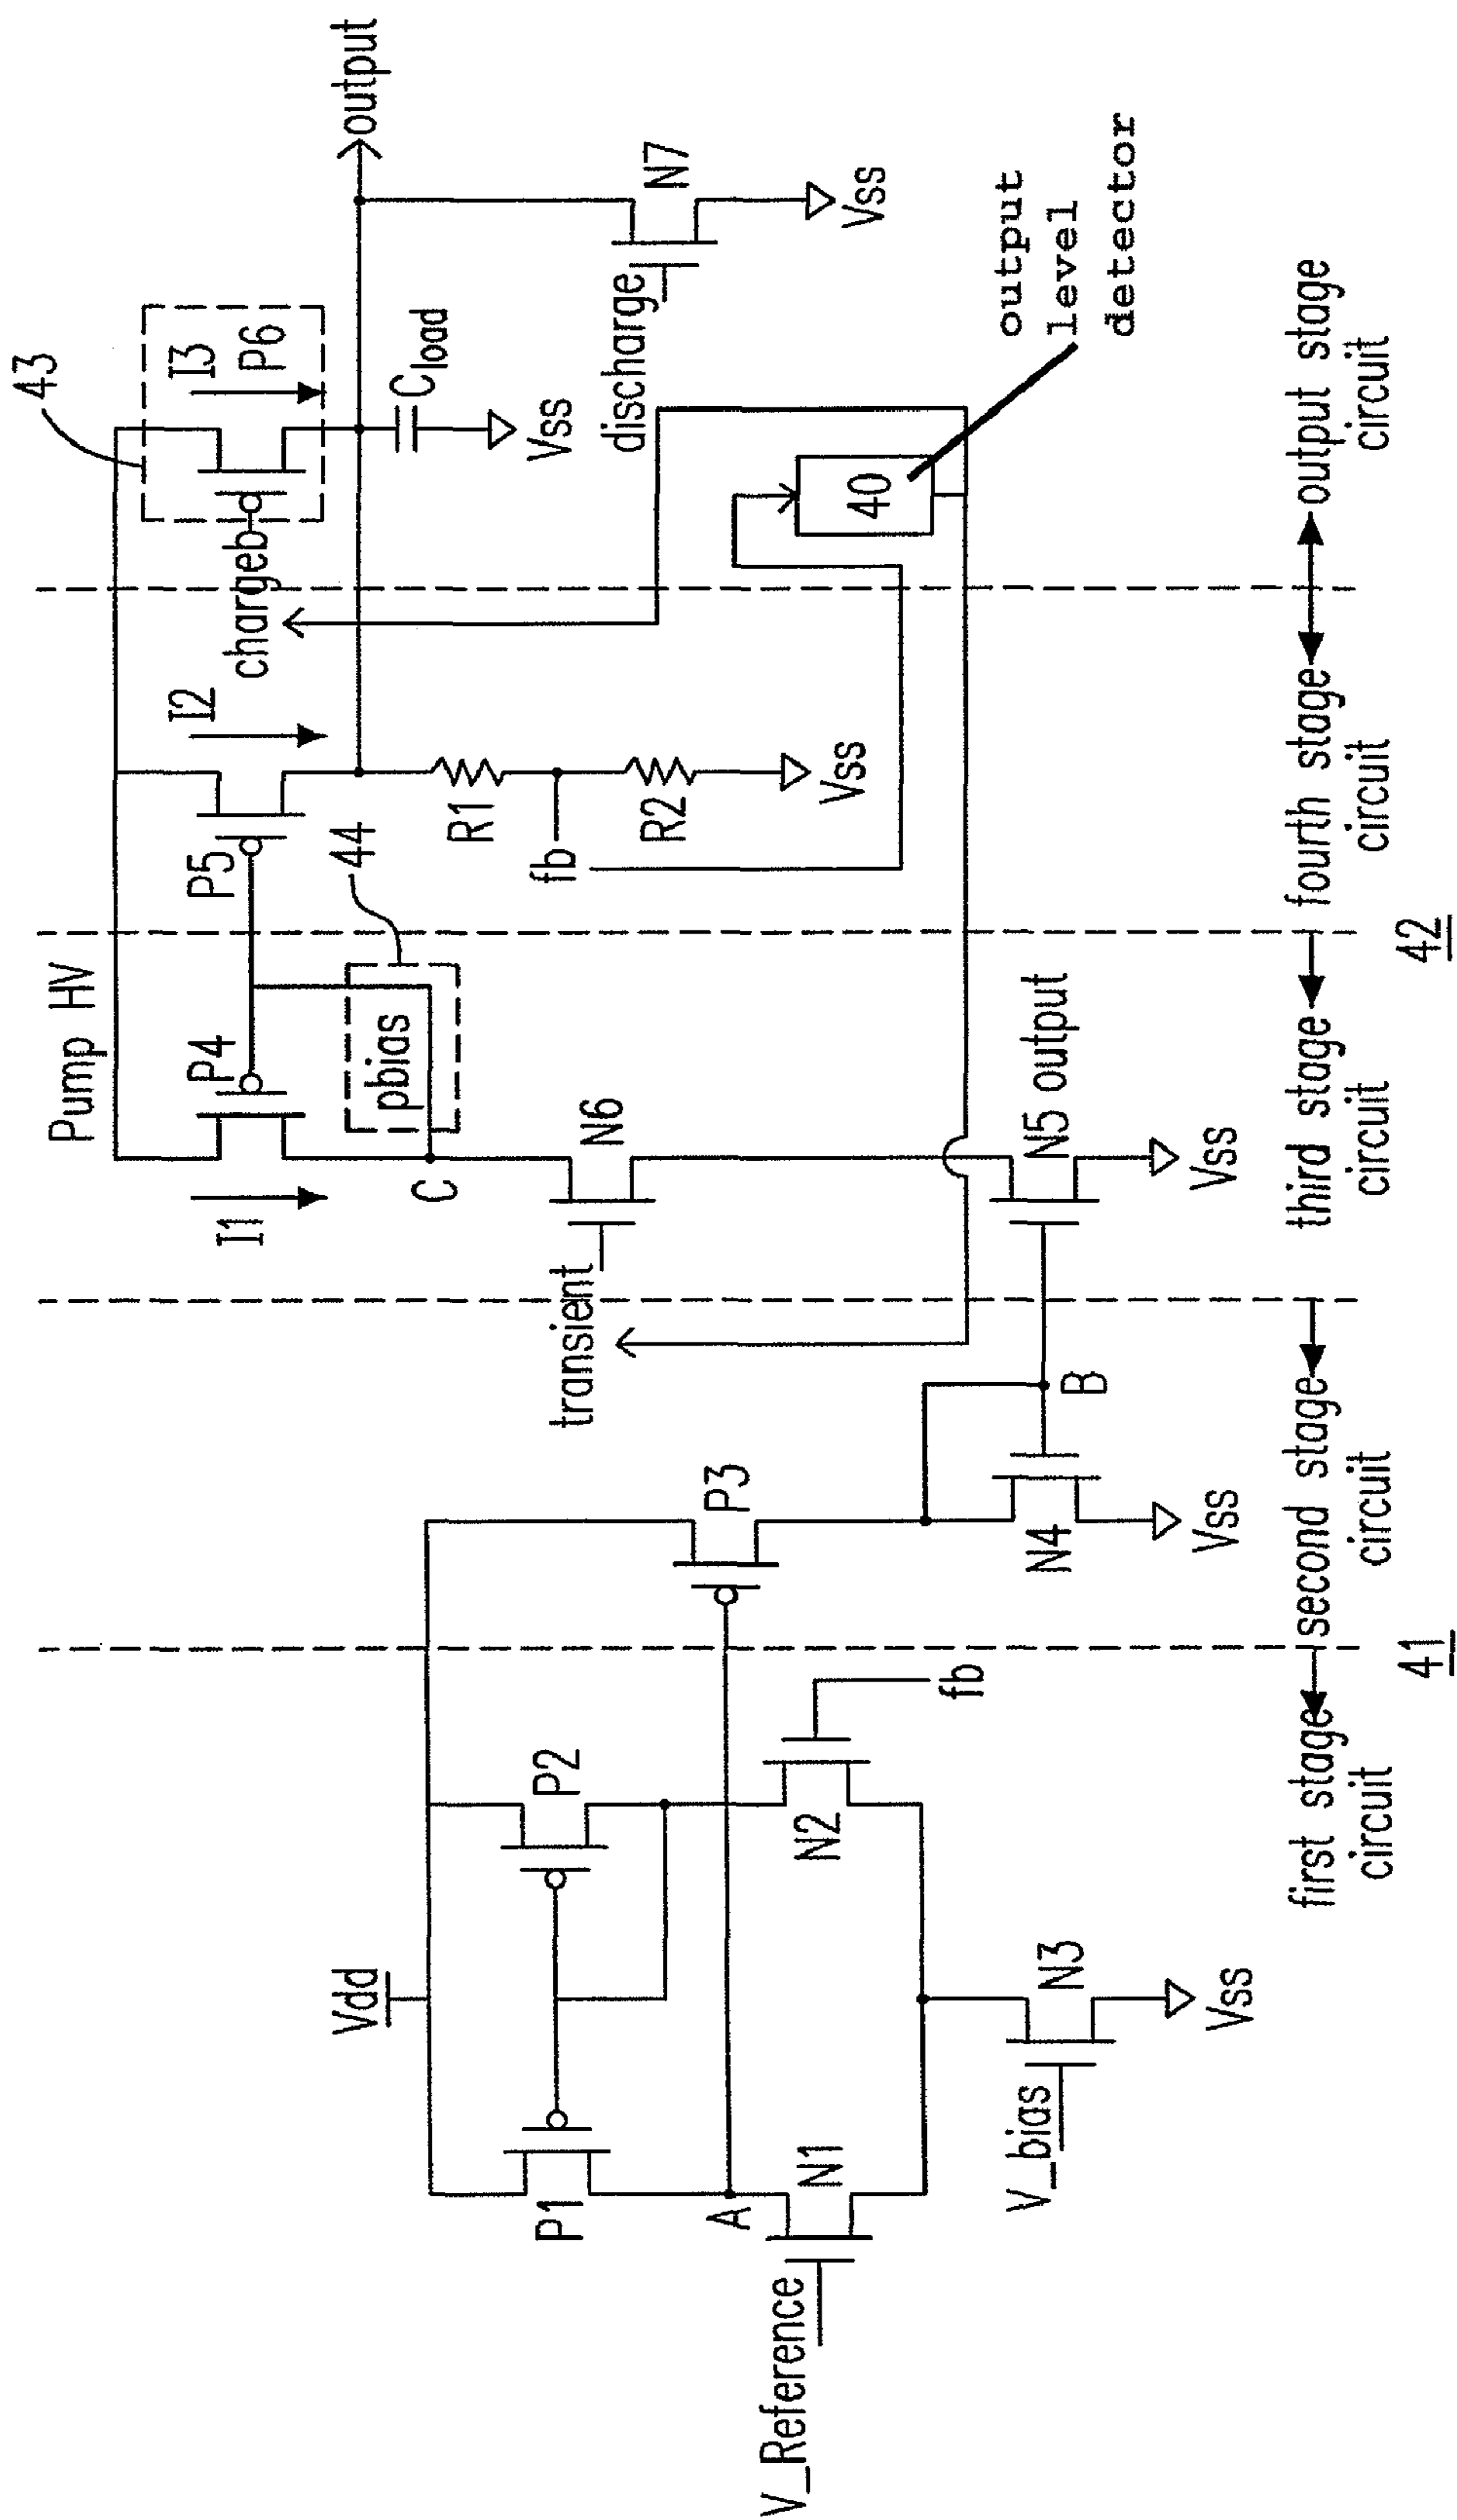 43
Pump HV
I1
P4
P5
I2
I3
P6
chargeb
output
C
pbias
44
R1
fb
R2
Vss
Cload
Vss
discharge
N7
Vss
transient
N6
N5 output
Vss
40
output
level
detector
Vdd
P1
P2
P3
A
B
V_Reference
N1
N2
fb
N4
Vss
V_bias
N3
Vss
first stage
circuit
second stage
circuit
third stage
circuit
fourth stage
circuit
output stage
circuit
41
42